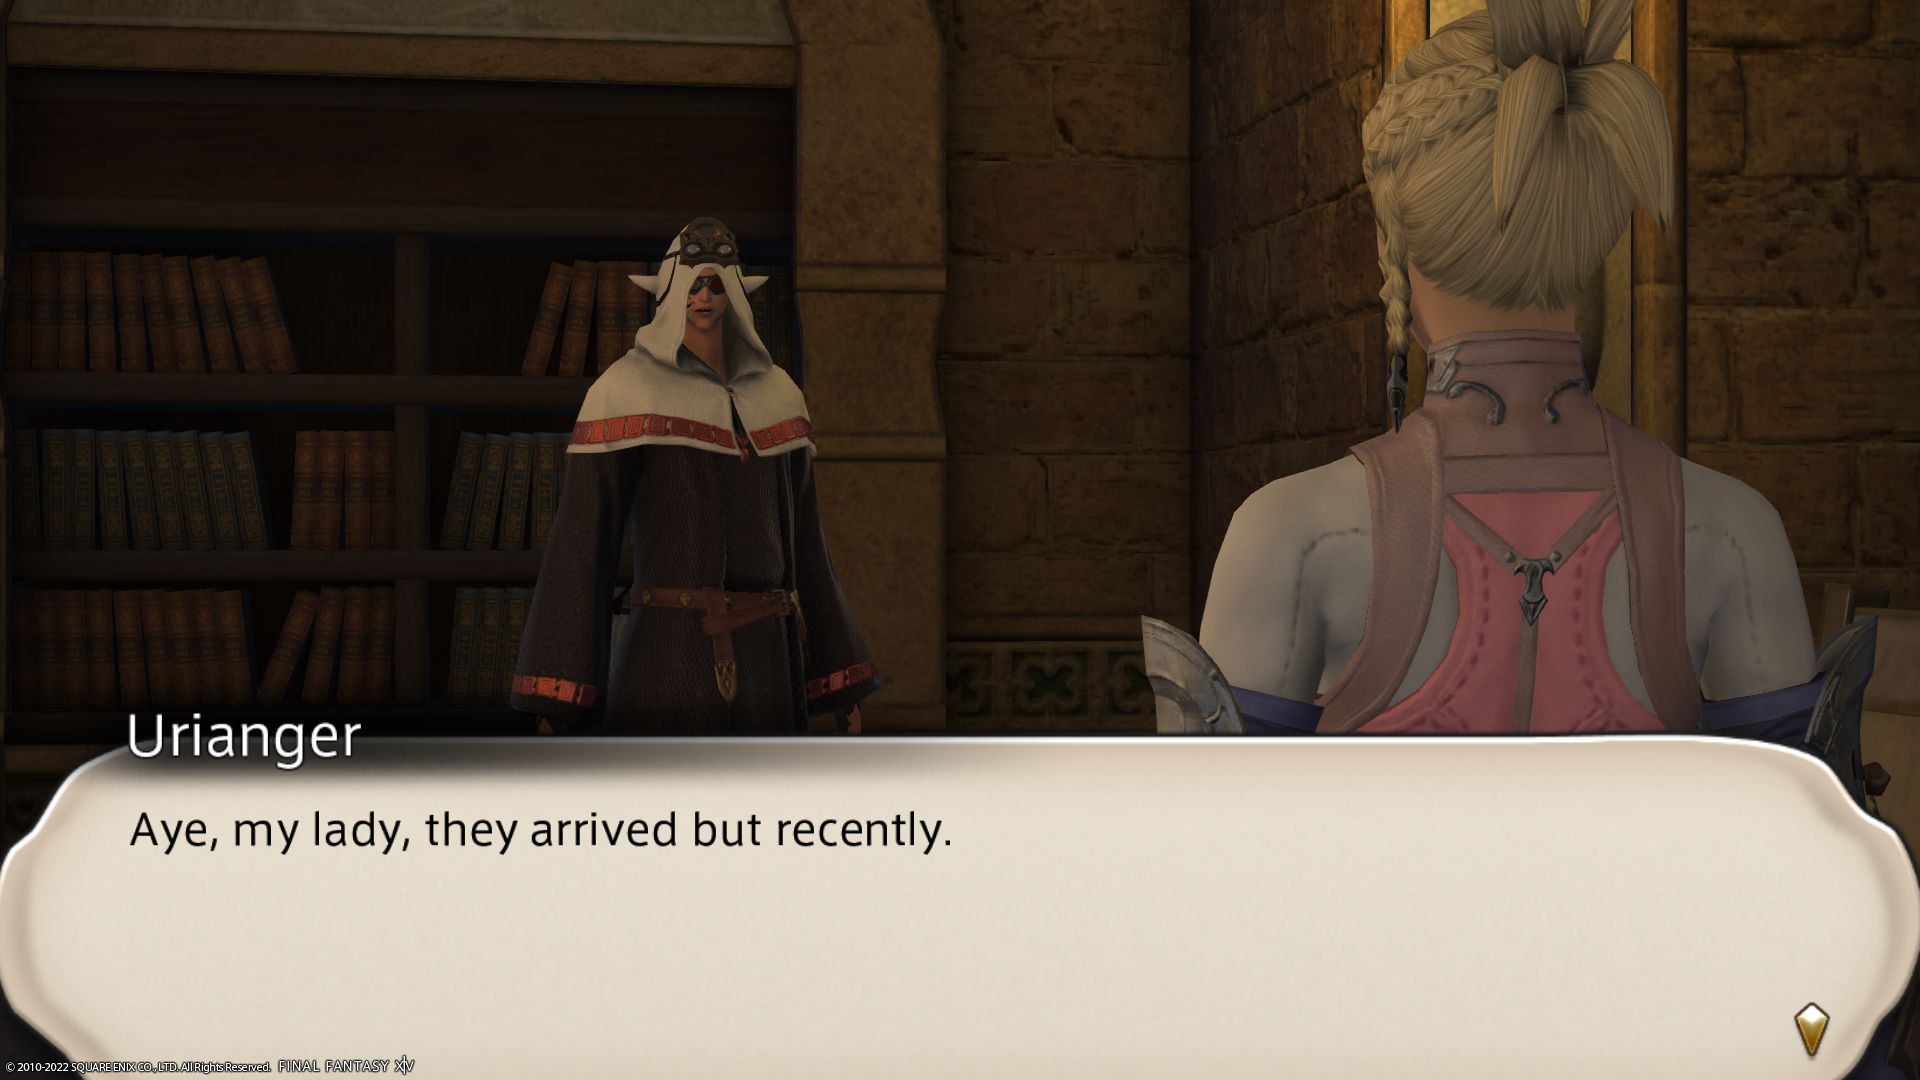 Urianger
Aye, my lady, they arrived but recently.
© 2010-2022 SQUARE ENIX CO., LTD. All Rights Reserved. FINAL FANTASY XIV